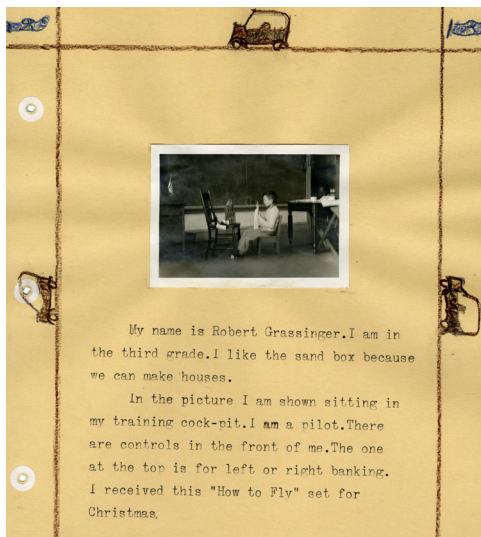 My name is Robert Grassinger.I am in
the third grade.I like the sand box because
we can make houses.
In the picture I am shown sitting in
my training cock-pit.I am a pilot.There
are controls in the front of me.The one
at the top is for left or right banking.
I received this "How to Fly" set for
Christmas.